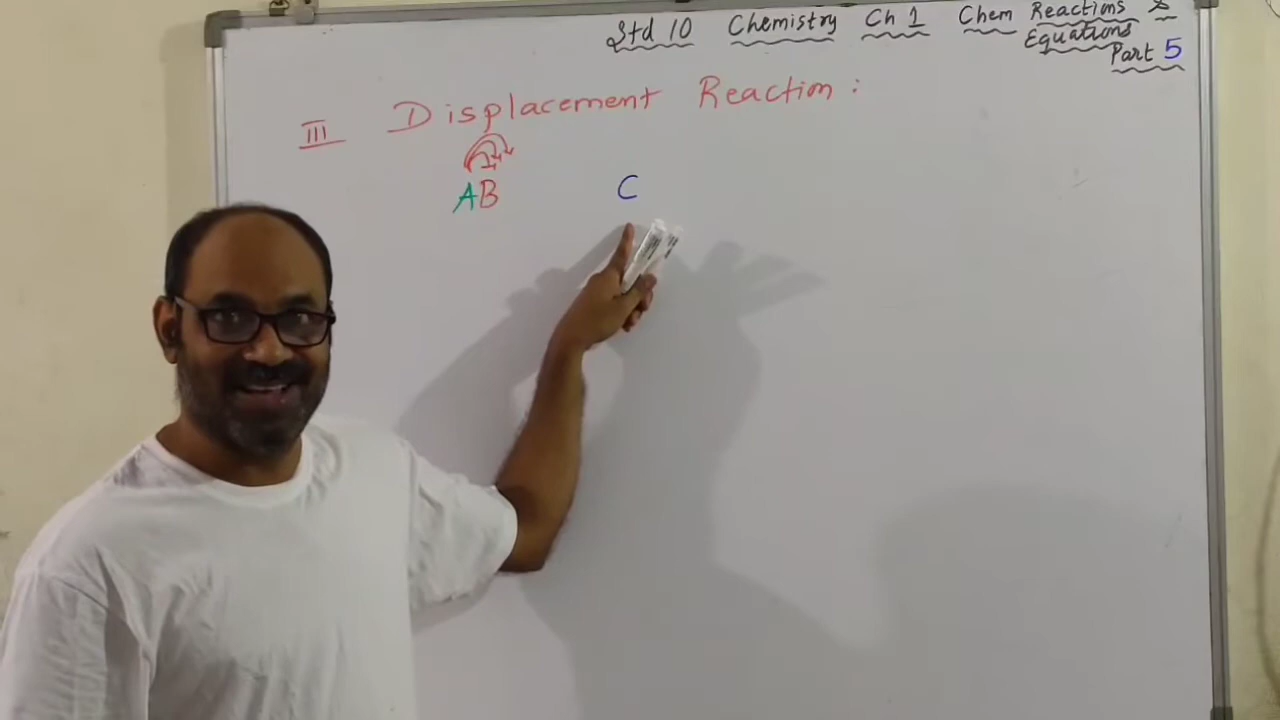 Std 10 Chemistry Ch 1 Chem Reactions &
Equations
Part 5
III Displacement Reaction :
AB C